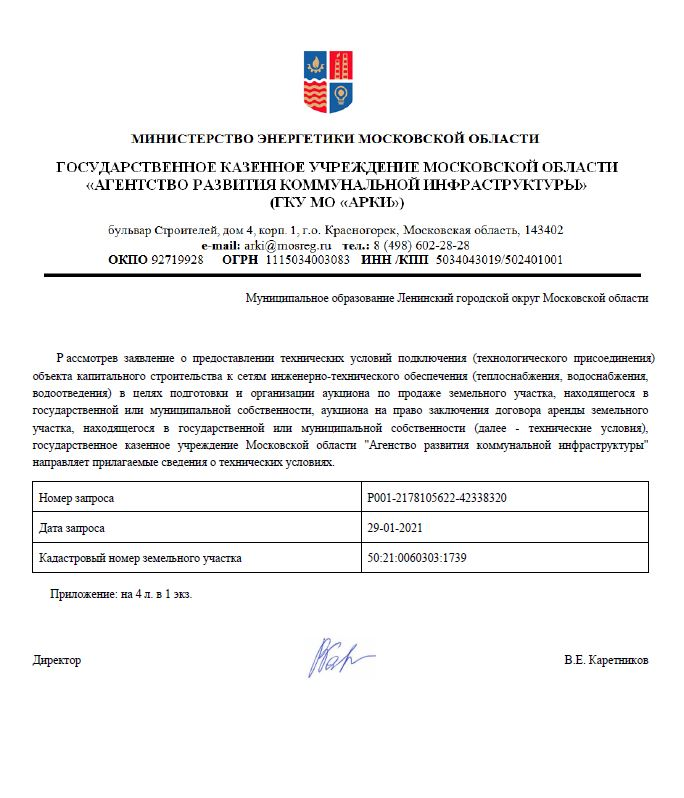 МИНИСТЕРСТВО ЭНЕРГЕТИКИ МОСКОВСКОЙ ОБЛАСТИ
ГОСУДАРСТВЕННОЕ КАЗЕННОЕ УЧРЕЖДЕНИЕ МОСКОВСКОЙ ОБЛАСТИ
«АГЕНТСТВО РАЗВИТИЯ КОММУНАЛЬНОЙ ИНФРАСТРУКТУРЫ»
(ГКУ МО «АРКИ»)
бульвар Строителей, дом 4, корп. 1, г.о. Красногорск, Московская область, 143402
e-mail: arki@mosreg.ru тел.: 8 (498) 602-28-28
ОКПО 92719928 ОГРН 1115034003083 ИНН /КПП 5034043019/502401001
Муниципальное образование Ленинский городской округ Московской области
Р ассмотрев заявление о предоставлении технических условий подключения (технологического присоединения)
объекта капитального строительства к сетям инженерно-технического обеспечения (теплоснабжения, водоснабжения,
водоотведения) в целях подготовки и организации аукциона по продаже земельного участка, находящегося в
государственной или муниципальной собственности, аукциона на право заключения договора аренды земельного
участка, находящегося в государственной или муниципальной собственности (далее - технические условия),
государственное казенное учреждение Московской области "Агенство развития коммунальной инфраструктуры"
направляет прилагаемые сведения о технических условиях.
Номер запроса P001-2178105622-42338320
Дата запроса 29-01-2021
Кадастровый номер земельного участка 50:21:0060303:1739
Приложение: на 4 л. в 1 экз.
Директор В.Е. Каретников